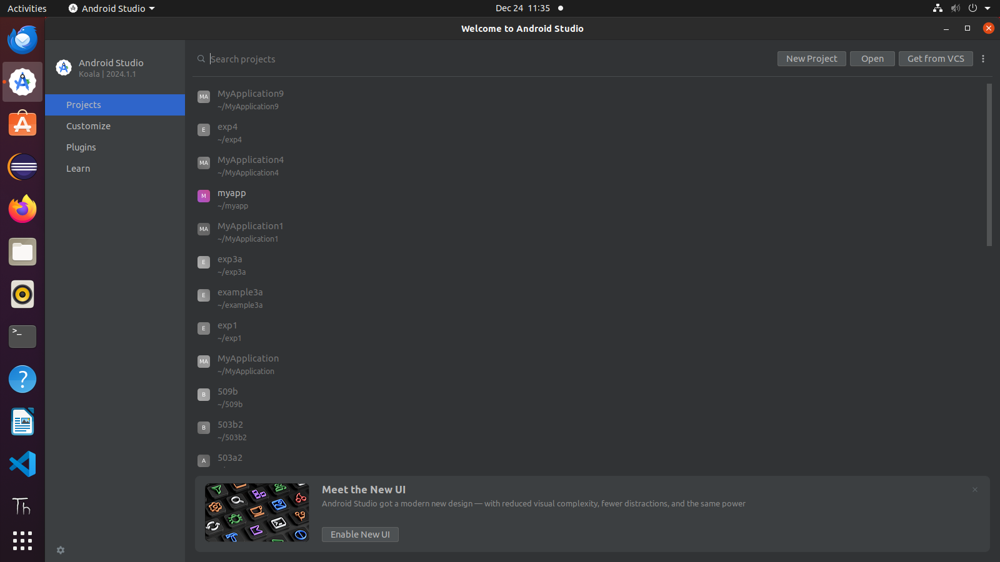 Activities
Android Studio
Dec 24 11:35
Welcome to Android Studio
Android Studio
Koala | 2024.1.1
Projects
Customize
Plugins
Learn
Search projects
New Project
Open
Get from VCS
MA
MyApplication9
~/MyApplication9
E
exp4
~/exp4
MA
MyApplication4
~/MyApplication4
M
myapp
~/myapp
MA
MyApplication1
~/MyApplication1
E
exp3a
~/exp3a
E
example3a
~/example3a
E
exp1
~/exp1
MA
MyApplication
~/MyApplication
B
509b
~/509b
B
503b2
~/503b2
A
503a2
Meet the New UI
Android Studio got a modern new design — with reduced visual complexity, fewer distractions, and the same power
Enable New UI
>_
?
Th